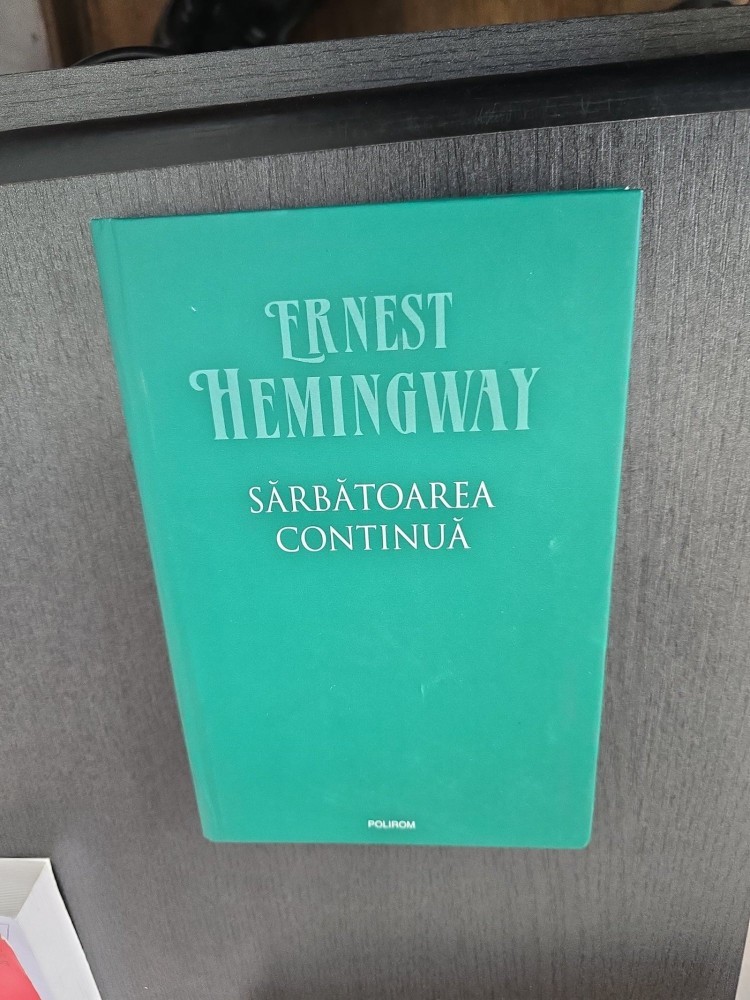 ERNEST
HEMINGWAY
SĂRBĂTOAREA
CONTINUĂ
POLIROM